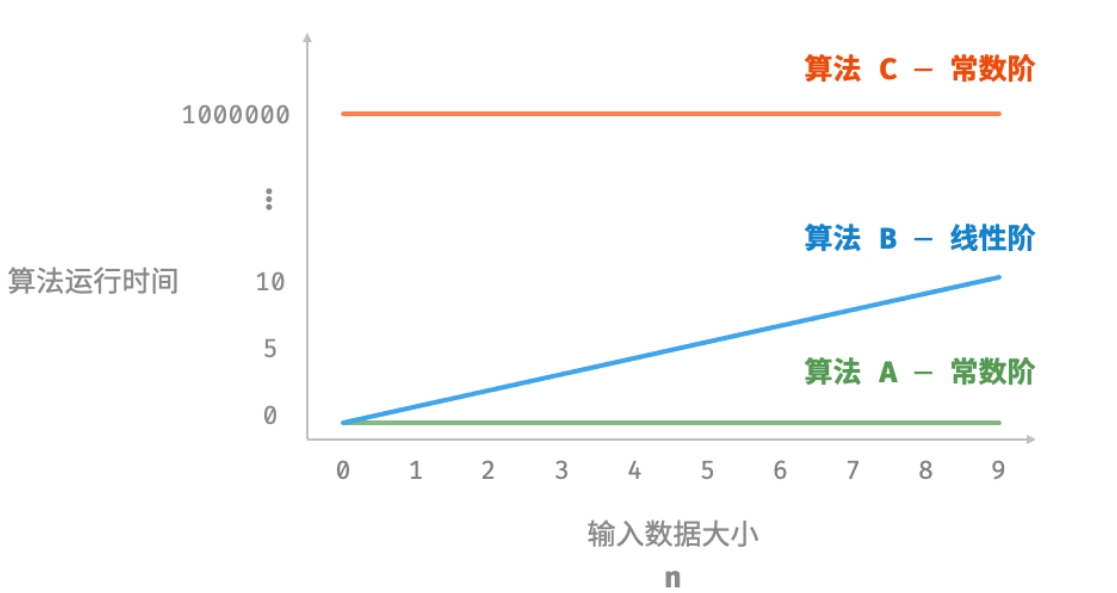 算法 C — 常数阶
1000000
⋮
算法 B — 线性阶
算法运行时间
10
5
算法 A — 常数阶
0
0 1 2 3 4 5 6 7 8 9
输入数据大小
n